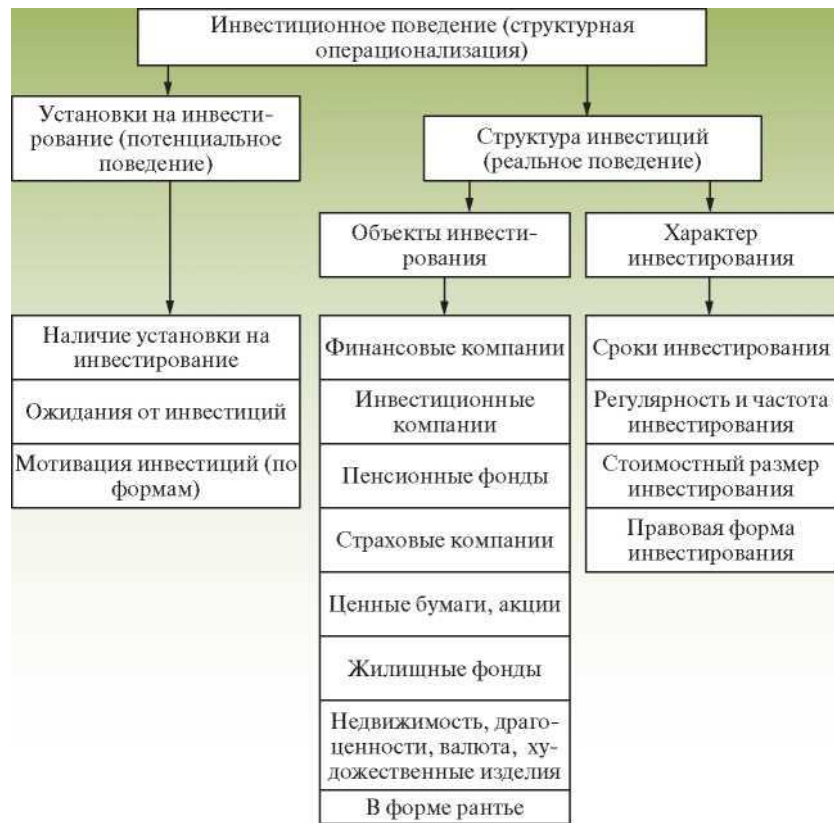 Инвестиционное поведение (структурная
операционализация)
Установки на инвести-
рование (потенциальное
поведение)
Структура инвестиций
(реальное поведение)
Объекты инвести-
рования
Характер
инвестирования
Наличие установки на
инвестирование
Ожидания от инвестиций
Мотивация инвестиций (по
формам)
Финансовые компании
Инвестиционные
компании
Пенсионные фонды
Страховые компании
Ценные бумаги, акции
Жилищные фонды
Недвижимость, драго-
ценности, валюта, ху-
дожественные изделия
В форме рантье
Сроки инвестирования
Регулярность и частота
инвестирования
Стоимостный размер
инвестирования
Правовая форма
инвестирования